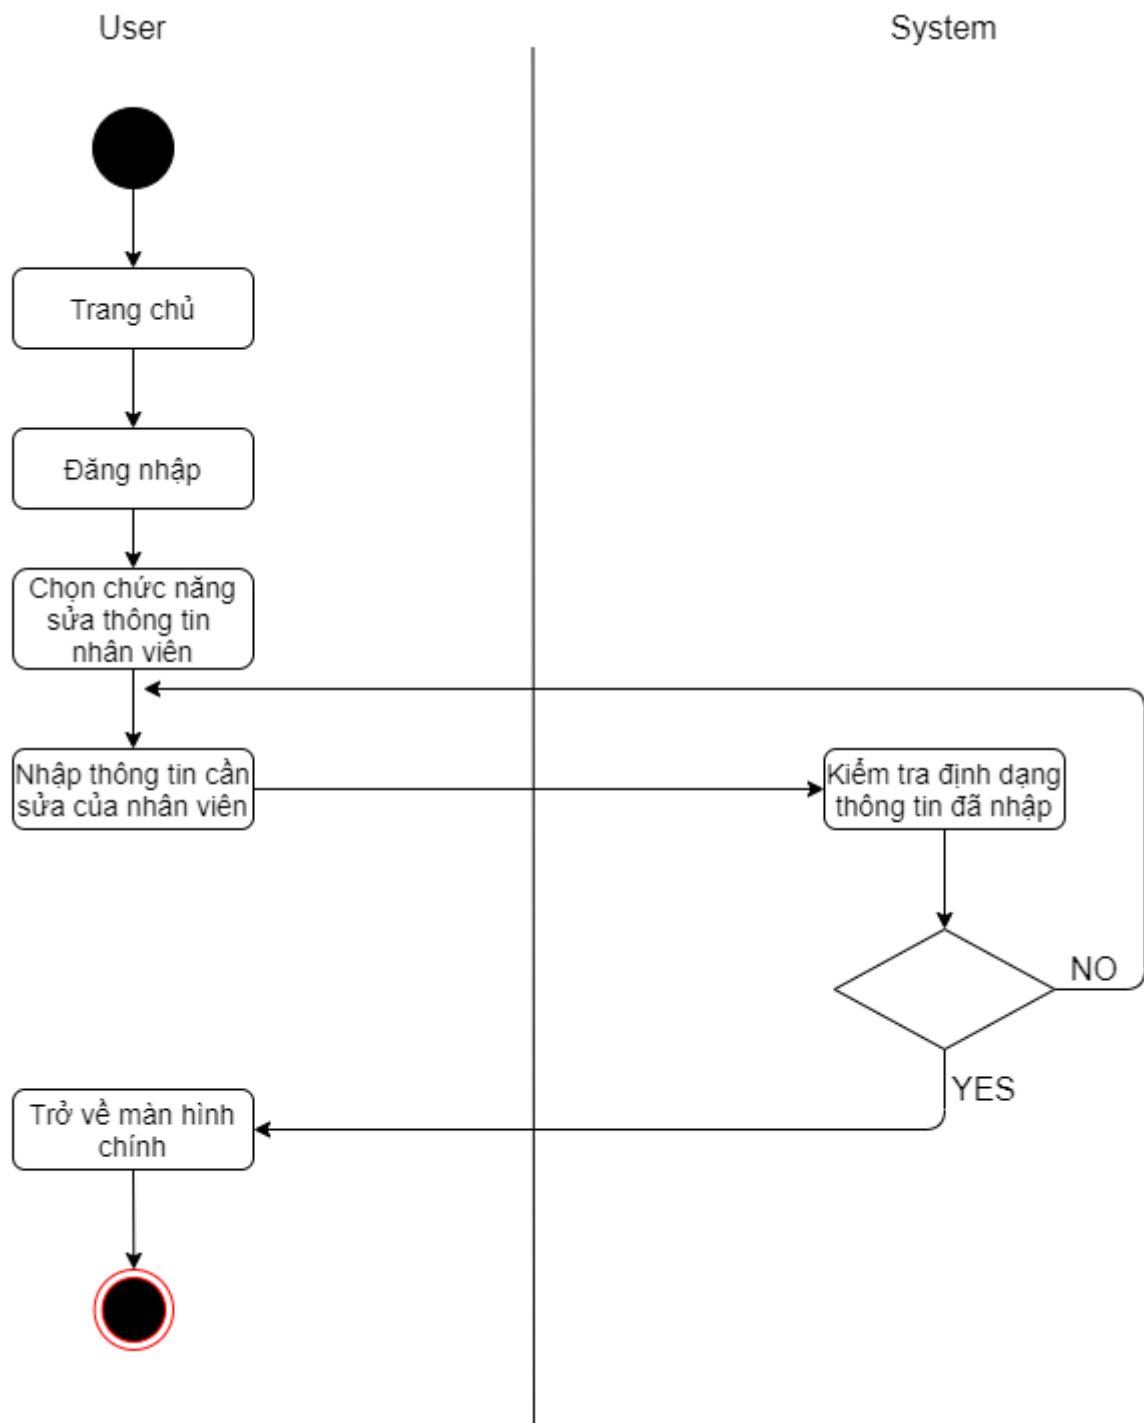 User
System
Trang chủ
Đăng nhập
Chọn chức năng
sửa thông tin
nhân viên
Nhập thông tin cần
sửa của nhân viên
Kiểm tra định dạng
thông tin đã nhập
NO
YES
Trở về màn hình
chính